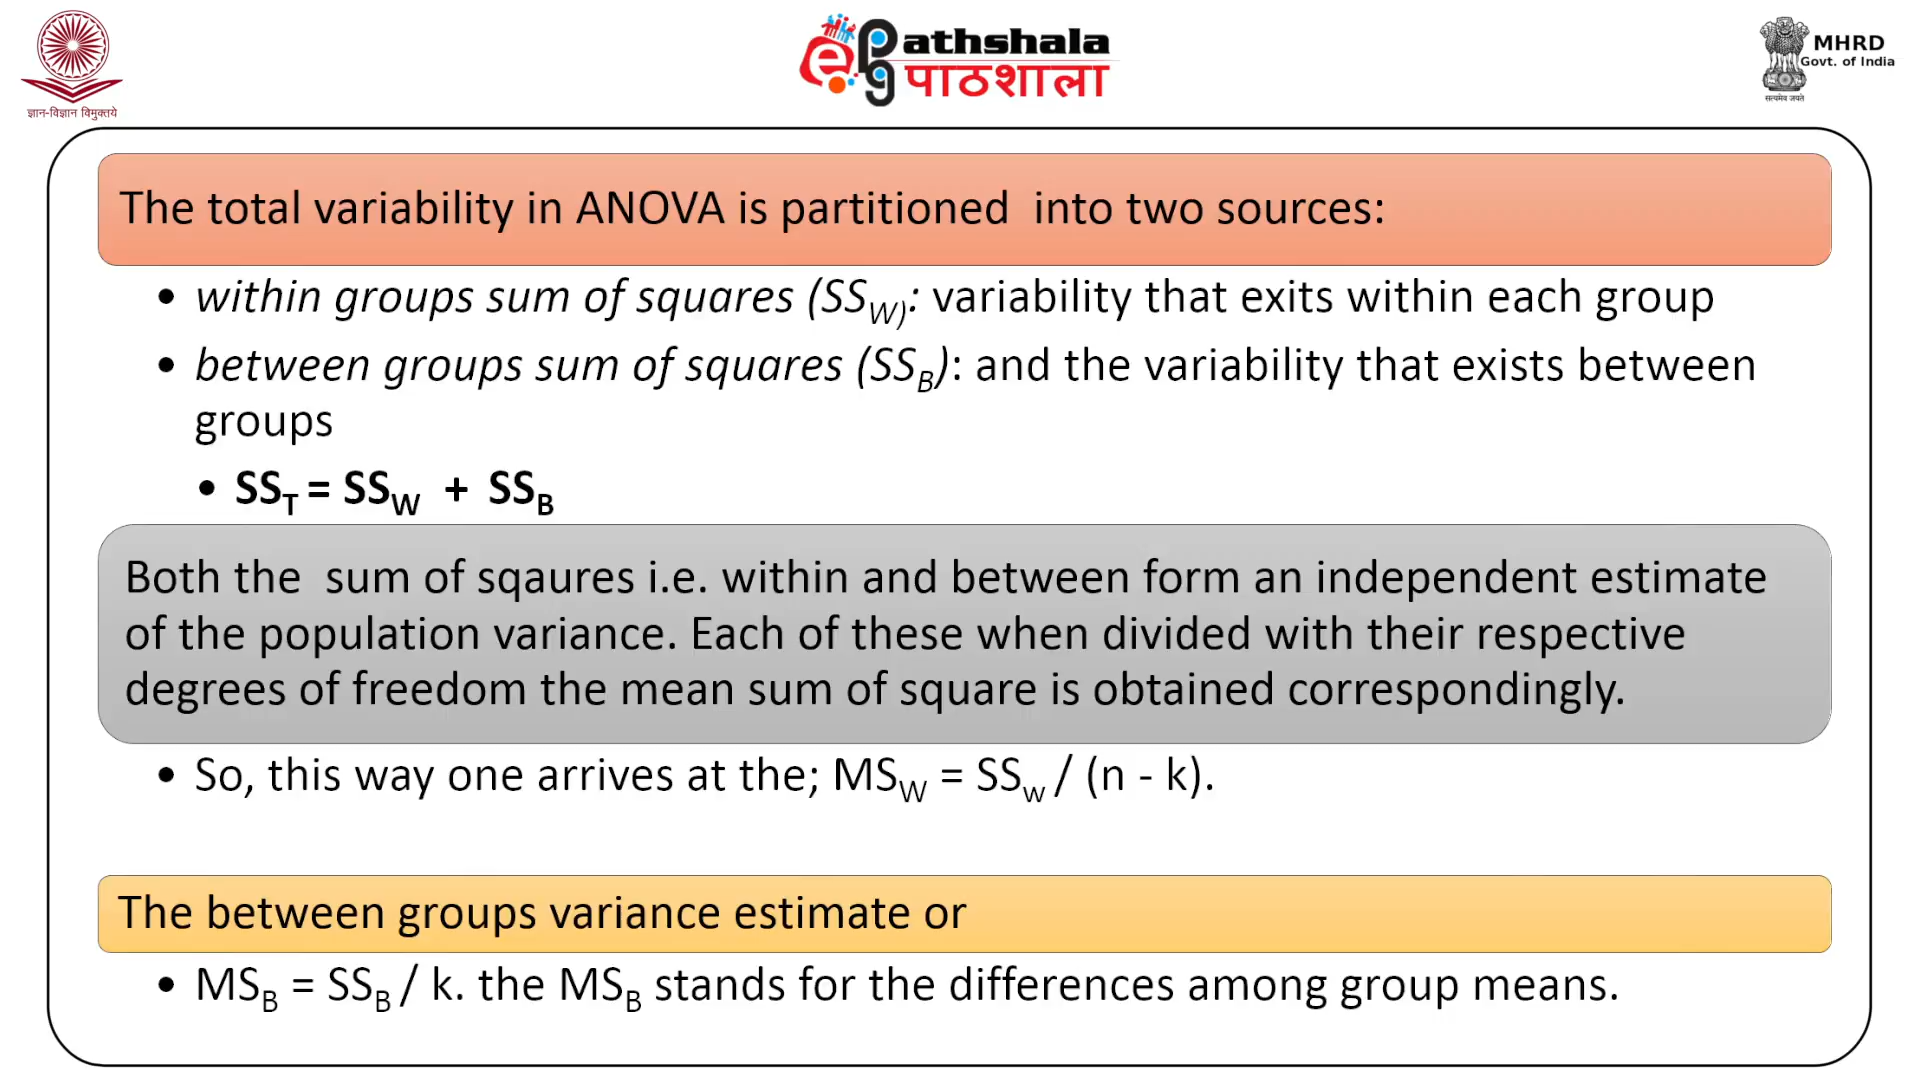 ज्ञान-विज्ञान विमुक्तये
ePG athshala
पाठशाला
MHRD
Govt. of India
सत्यमेव जयते
The total variability in ANOVA is partitioned into two sources:
• within groups sum of squares (SSW): variability that exits within each group
• between groups sum of squares (SSB): and the variability that exists between
groups
• SST = SSW + SSB
Both the sum of sqaures i.e. within and between form an independent estimate
of the population variance. Each of these when divided with their respective
degrees of freedom the mean sum of square is obtained correspondingly.
• So, this way one arrives at the; MSW = SSw / (n - k).
The between groups variance estimate or
• MSB = SSB / k. the MSB stands for the differences among group means.